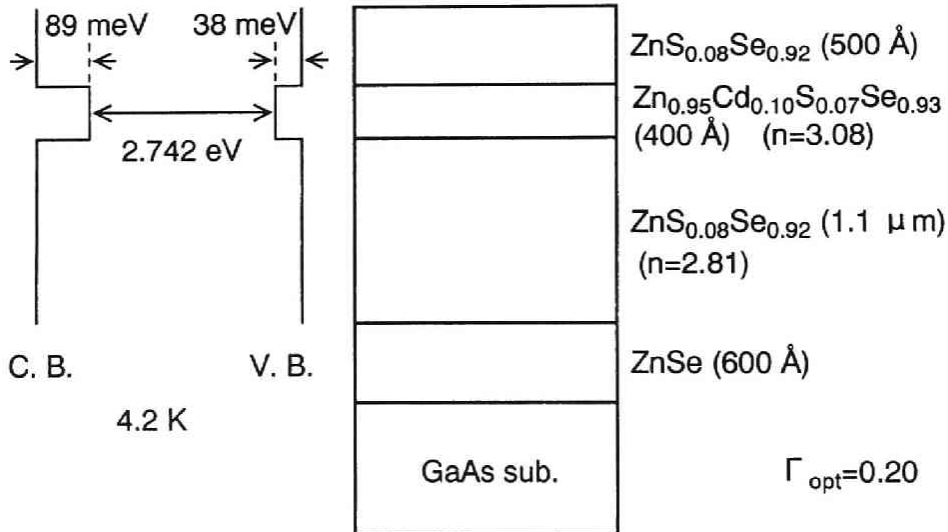 89 meV 38 meV
2.742 eV
C. B. V. B.
4.2 K
ZnS0.08Se0.92 (500 Å)
Zn0.95Cd0.10S0.07Se0.93
(400 Å) (n=3.08)
ZnS0.08Se0.92 (1.1 μm)
(n=2.81)
ZnSe (600 Å)
GaAs sub.
Γopt=0.20